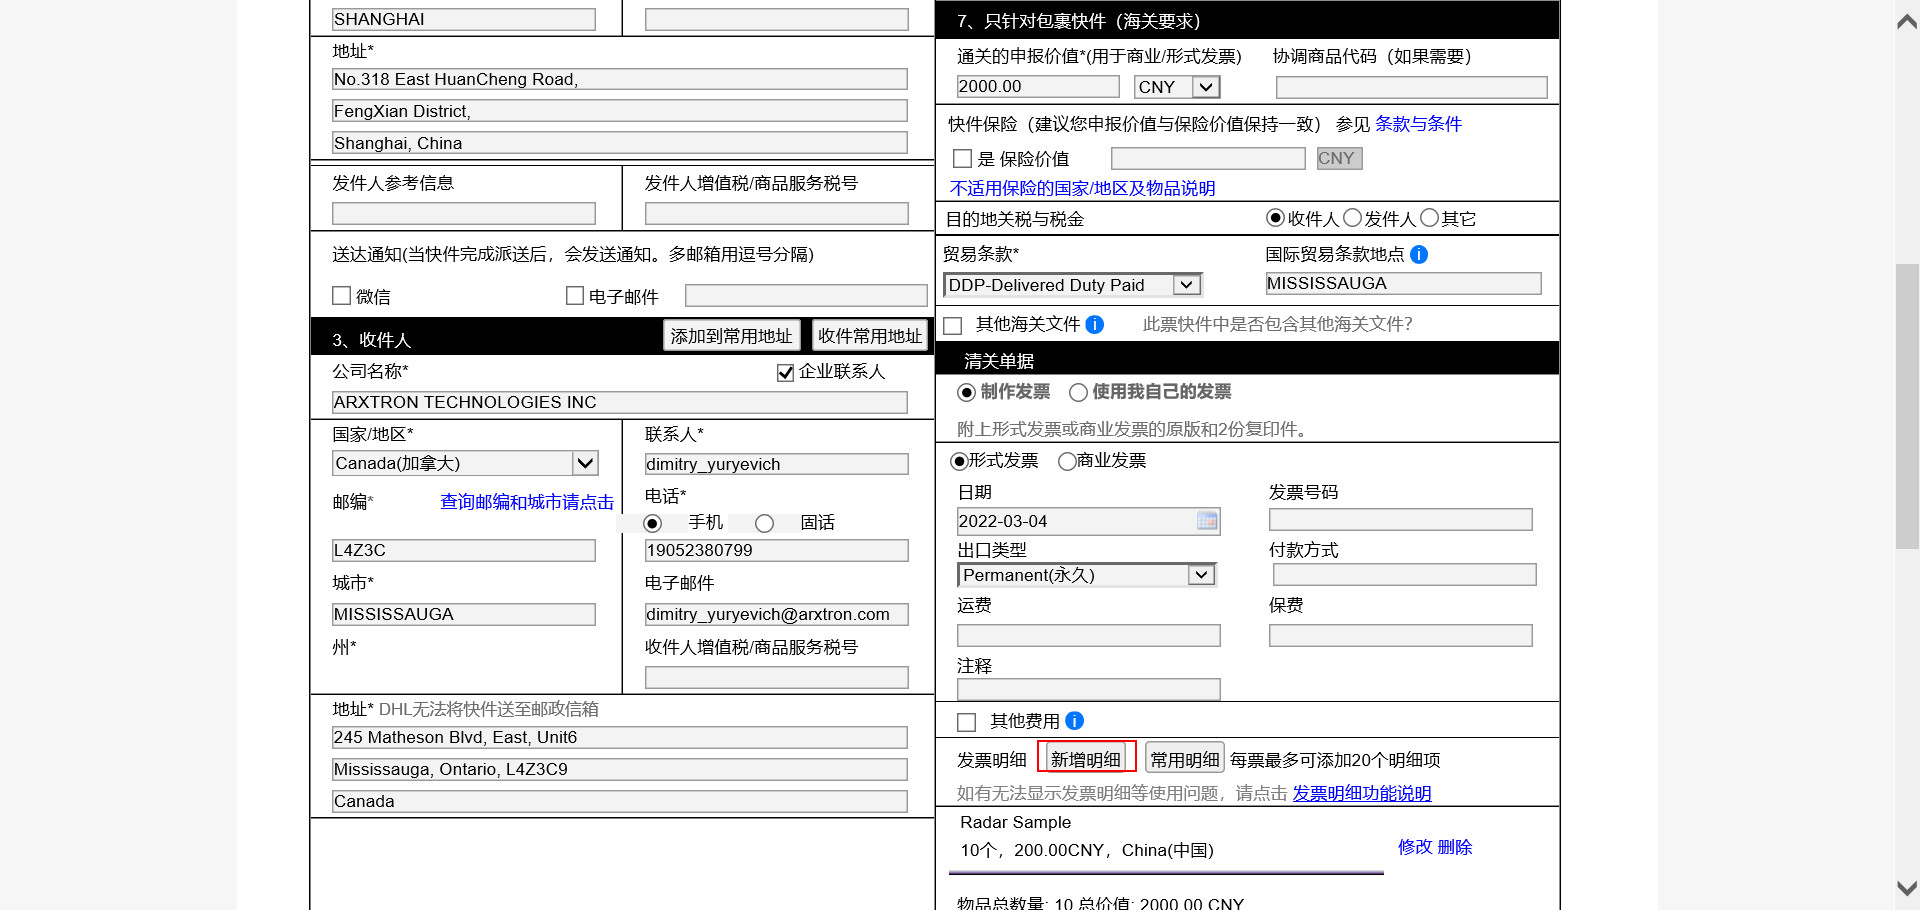 SHANGHAI
地址*
No.318 East HuanCheng Road,
FengXian District,
Shanghai, China
发件人参考信息
发件人增值税/商品服务税号
送达通知(当快件完成派送后，会发送通知。多邮箱用逗号分隔)
微信
电子邮件
3、收件人
添加到常用地址
收件常用地址
公司名称*
企业联系人
ARXTRON TECHNOLOGIES INC
国家/地区*
Canada(加拿大)
邮编*
查询邮编和城市请点击
L4Z3C
城市*
MISSISSAUGA
州*
联系人*
dimitry_yuryevich
电话*
手机
固话
19052380799
电子邮件
dimitry_yuryevich@arxtron.com
收件人增值税/商品服务税号
地址* DHL无法将快件送至邮政信箱
245 Matheson Blvd, East, Unit6
Mississauga, Ontario, L4Z3C9
Canada
7、只针对包裹快件（海关要求）
通关的申报价值*(用于商业/形式发票)
协调商品代码（如果需要）
2000.00
CNY
快件保险（建议您申报价值与保险价值保持一致） 参见 条款与条件
是 保险价值
CNY
不适用保险的国家/地区及物品说明
目的地关税与税金
收件人
发件人
其它
贸易条款*
国际贸易条款地点
DDP-Delivered Duty Paid
MISSISSAUGA
其他海关文件
此票快件中是否包含其他海关文件?
清关单据
制作发票
使用我自己的发票
附上形式发票或商业发票的原版和2份复印件。
形式发票
商业发票
日期
发票号码
2022-03-04
出口类型
付款方式
Permanent(永久)
运费
保费
注释
其他费用
发票明细
新增明细
常用明细
每票最多可添加20个明细项
如有无法显示发票明细等使用问题，请点击 发票明细功能说明
Radar Sample
10个，200.00CNY，China(中国)
修改 删除
物品总数量: 10 总价值: 2000.00 CNY